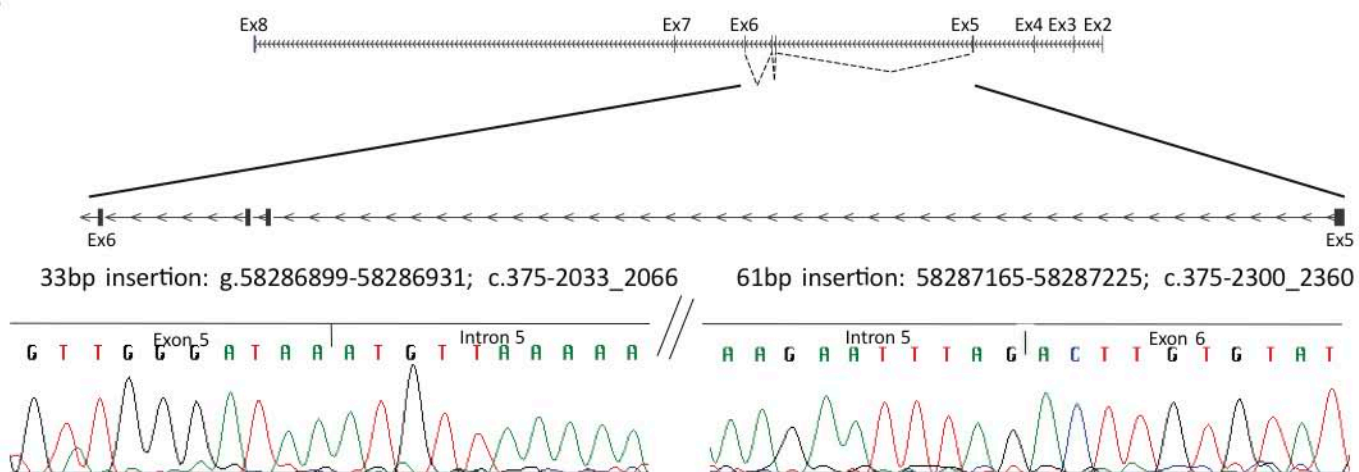 Ex8 Ex7 Ex6 Ex5 Ex4 Ex3 Ex2
Ex6 Ex5
33bp insertion: g.58286899-58286931; c.375-2033_2066
61bp insertion: 58287165-58287225; c.375-2300_2360
Exon 5 Intron 5
G T T G G G A T A A A T G T T A A A A A
Intron 5 Exon 6
A A G A A T T T A G A C T T G T G T A T